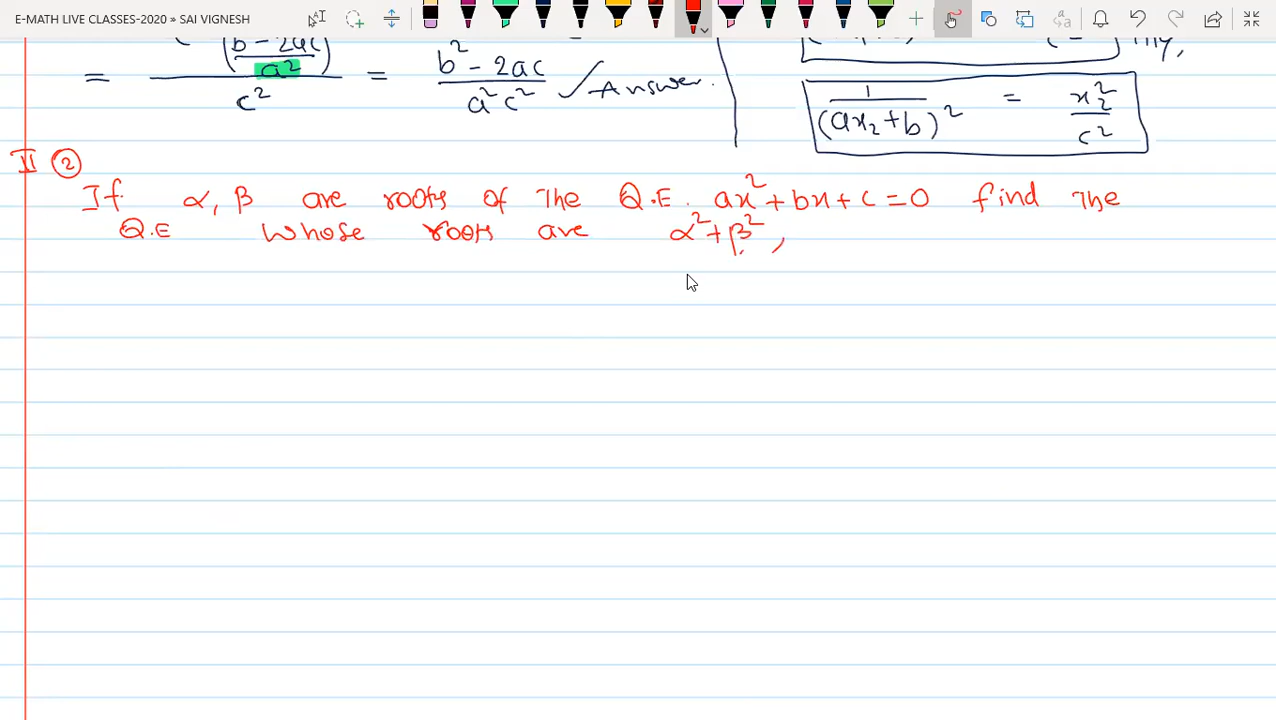 E-MATH LIVE CLASSES-2020 » SAI VIGNESH
= (b²-2ac / a²) / c² = b² - 2ac / a²c² ✓ Answer.
1/(ax₂+b)² = x₂²/c²
II ②
If α, β are roots of the Q.E. ax²+bx+c=0 find the
Q.E whose roots are α²+β²,